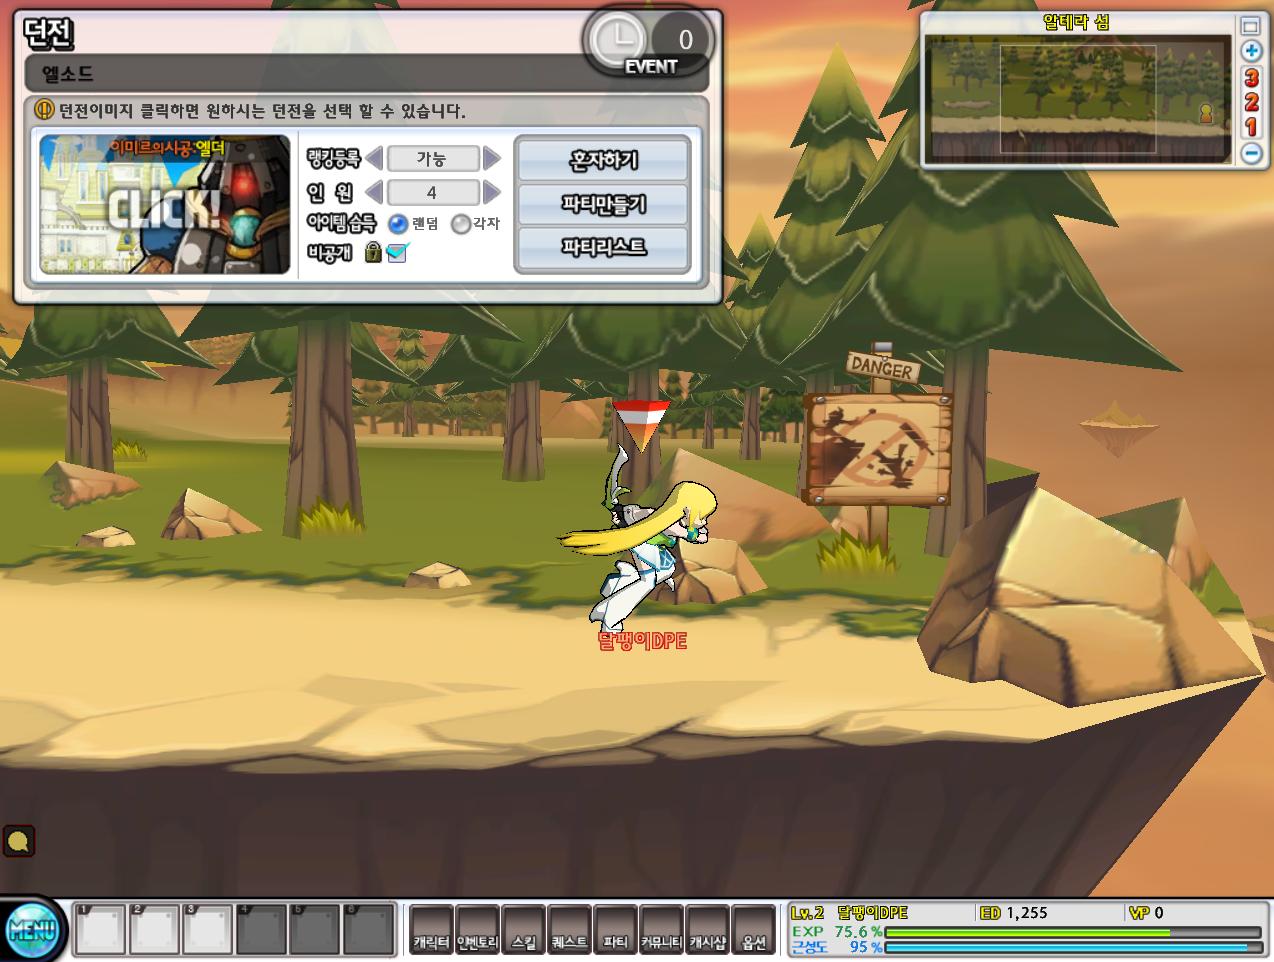 던전
0
EVENT
엘소드
던전이미지 클릭하면 원하시는 던전을 선택 할 수 있습니다.
이미르의시공:엘더
CLICK!
랭킹등록 가능
인 원 4
아이템습득 랜덤 각자
비공개
혼자하기
파티만들기
파티리스트
알테라 섬
3
2
1
DANGER
달팽이DPE
MENU
1 2 3 4 5 6
캐릭터 인벤토리 스킬 퀘스트 파티 커뮤니티 캐시샵 옵션
Lv.2 달팽이DPE ED 1,255 VP 0
EXP 75.6 %
근성도 95 %